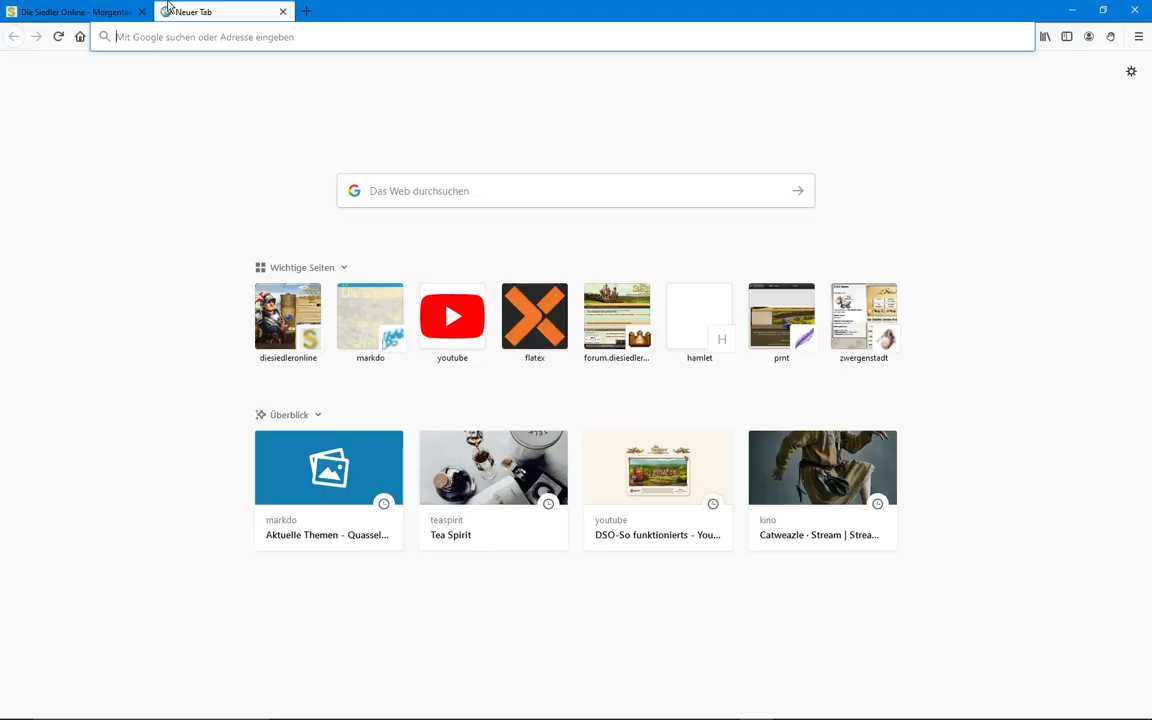 Die Siedler Online - Morgenta
Neuer Tab
Mit Google suchen oder Adresse eingeben
Das Web durchsuchen
Wichtige Seiten
diesiedleronline
markdo
youtube
flatex
forum.diesiedler...
H
hamlet
prnt
zwergenstadt
Überblick
markdo
Aktuelle Themen - Quassel...
teaspirit
Tea Spirit
youtube
DSO-So funktionierts - You...
kino
Catweazle · Stream | Strea...